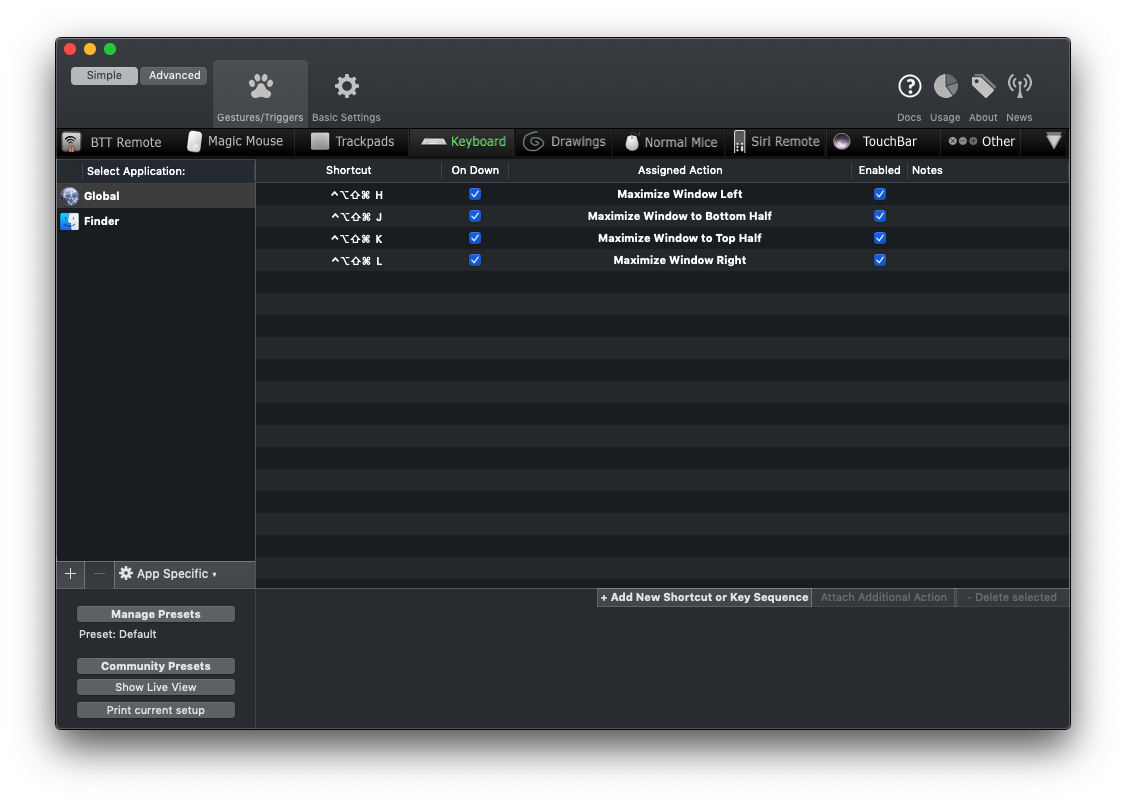 Simple Advanced
Gestures/Triggers Basic Settings Docs Usage About News
BTT Remote Magic Mouse Trackpads Keyboard Drawings Normal Mice Siri Remote TouchBar Other
Select Application: Shortcut On Down Assigned Action Enabled Notes
Global ^⌥⇧⌘ H Maximize Window Left
Finder ^⌥⇧⌘ J Maximize Window to Bottom Half
^⌥⇧⌘ K Maximize Window to Top Half
^⌥⇧⌘ L Maximize Window Right
+ − App Specific ▾
+ Add New Shortcut or Key Sequence Attach Additional Action - Delete selected
Manage Presets
Preset: Default
Community Presets
Show Live View
Print current setup